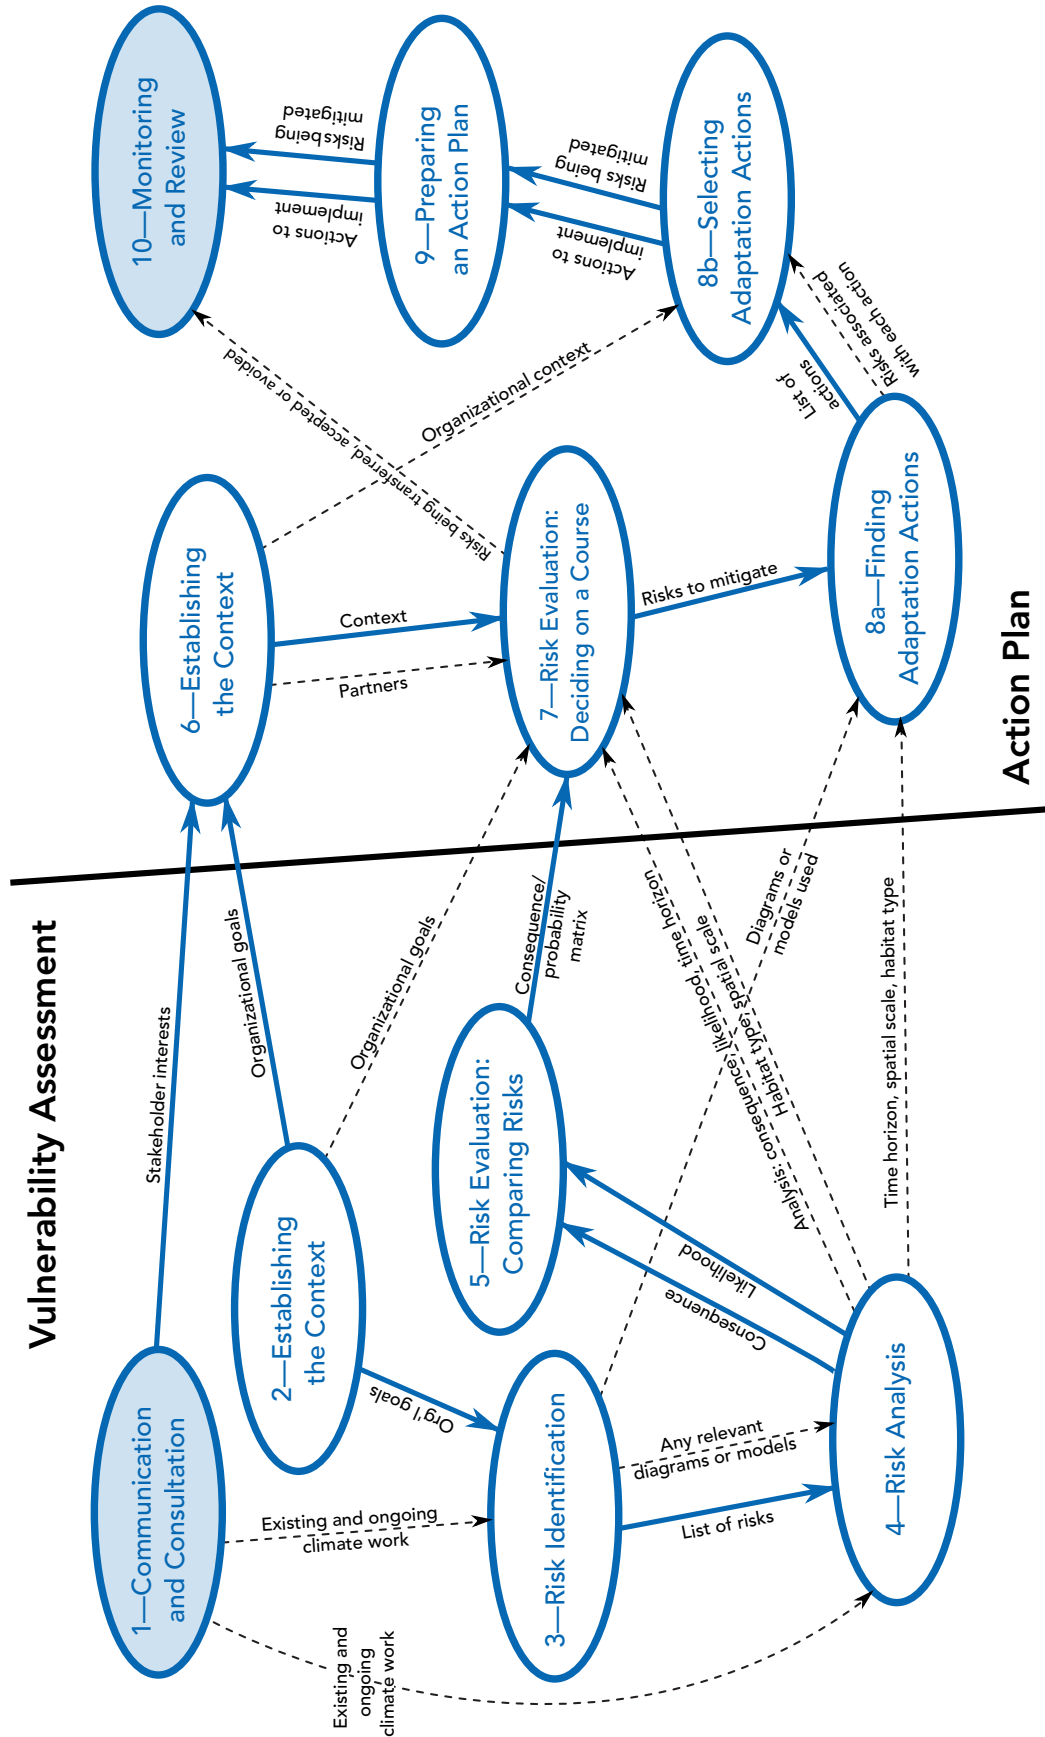 Vulnerability Assessment
Action Plan
1—Communication
and Consultation
2—Establishing
the Context
3—Risk Identification
4—Risk Analysis
5—Risk Evaluation:
Comparing Risks
6—Establishing
the Context
7—Risk Evaluation:
Deciding on a Course
8a—Finding
Adaptation Actions
8b—Selecting
Adaptation Actions
9—Preparing
an Action Plan
10—Monitoring
and Review
Stakeholder interests
Organizational goals
Organizational goals
Org'l goals
Existing and ongoing
climate work
Existing and
ongoing
climate work
Any relevant
diagrams or models
List of risks
Consequence
Likelihood
Consequence/
probability
matrix
Analysis: consequence, likelihood, time horizon
Habitat type, spatial scale
Diagrams or
models used
Time horizon, spatial scale, habitat type
Context
Partners
Organizational context
Risks being transferred, accepted or avoided
Risks to mitigate
List of
actions
Risks associated
with each action
Actions to
implement
Risks being
mitigated
Actions to
implement
Risks being
mitigated